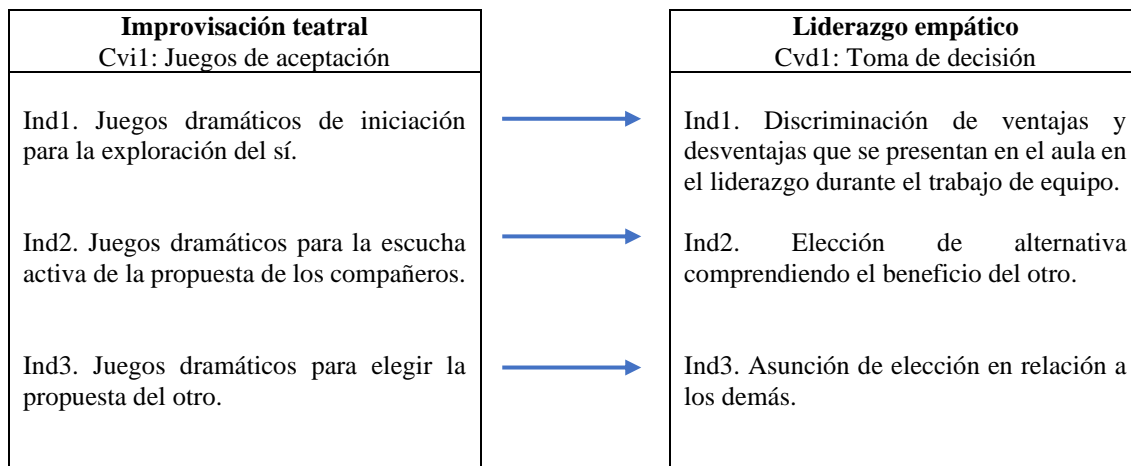 Improvisación teatral
Cvi1: Juegos de aceptación
Ind1. Juegos dramáticos de iniciación
para la exploración del sí.
Ind2. Juegos dramáticos para la escucha
activa de la propuesta de los compañeros.
Ind3. Juegos dramáticos para elegir la
propuesta del otro.
Liderazgo empático
Cvd1: Toma de decisión
Ind1. Discriminación de ventajas y
desventajas que se presentan en el aula en
el liderazgo durante el trabajo de equipo.
Ind2. Elección de alternativa
comprendiendo el beneficio del otro.
Ind3. Asunción de elección en relación a
los demás.